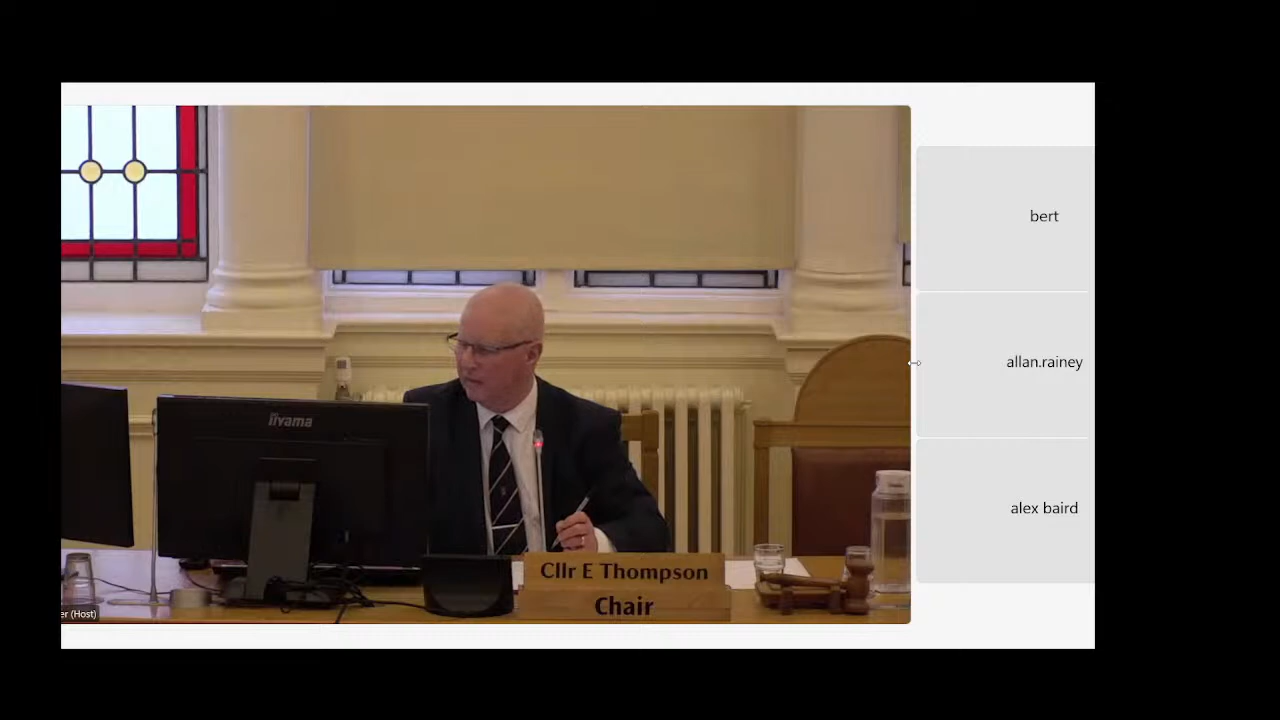 bert
allan.rainey
alex baird
iiyama
Cllr E Thompson
Chair
er (Host)